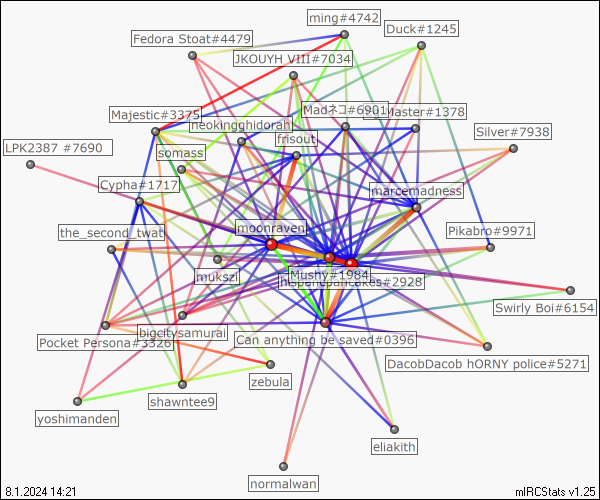 ming#4742
Duck#1245
Fedora Stoat#4479
JKOUYH VIII#7034
Majestic#3375
Madネコ#6901
Master#1378
neokingghidorah
Silver#7938
frisout
LPK2387 #7690
somass
Cypha#1717
marcemadness
the_second_twat
moonraven
Pikabro#9971
mukszi
Mushy#1984
#2928
Swirly Boi#6154
bigcitysamurai
Pocket Persona#3326
Can anything be saved#0396
DacobDacob hORNY police#5271
zebula
shawntee9
yoshimanden
eliakith
normalwan
8.1.2024 14:21
mIRCStats v1.25